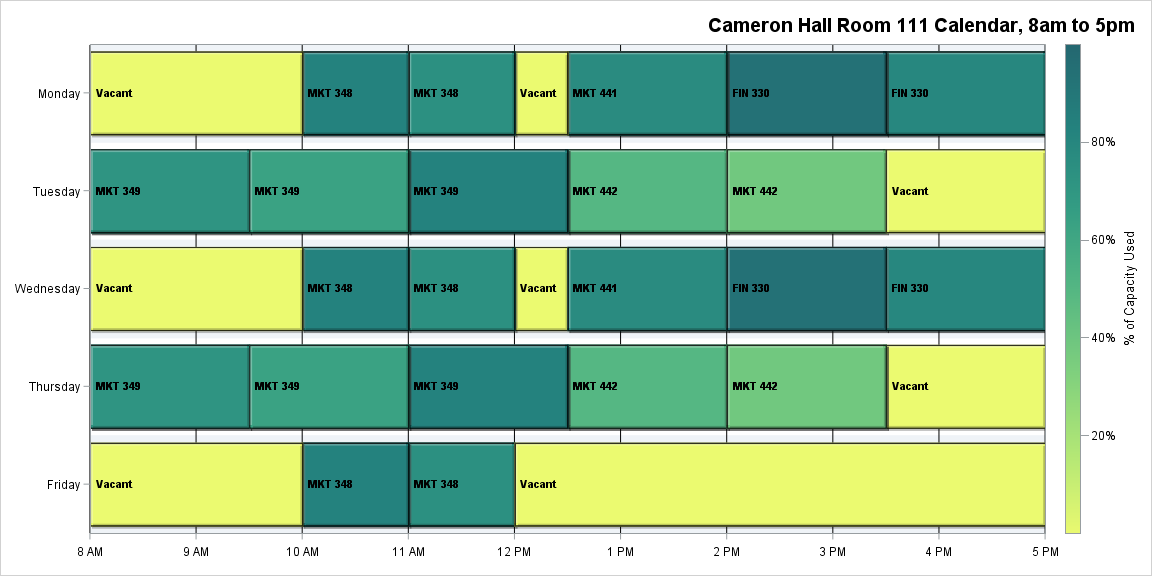 Cameron Hall Room 111 Calendar, 8am to 5pm
Monday
Vacant
MKT 348
MKT 348
Vacant
MKT 441
FIN 330
FIN 330
Tuesday
MKT 349
MKT 349
MKT 349
MKT 442
MKT 442
Vacant
Wednesday
Vacant
MKT 348
MKT 348
Vacant
MKT 441
FIN 330
FIN 330
Thursday
MKT 349
MKT 349
MKT 349
MKT 442
MKT 442
Vacant
Friday
Vacant
MKT 348
MKT 348
Vacant
8 AM
9 AM
10 AM
11 AM
12 PM
1 PM
2 PM
3 PM
4 PM
5 PM
80%
60%
40%
20%
% of Capacity Used